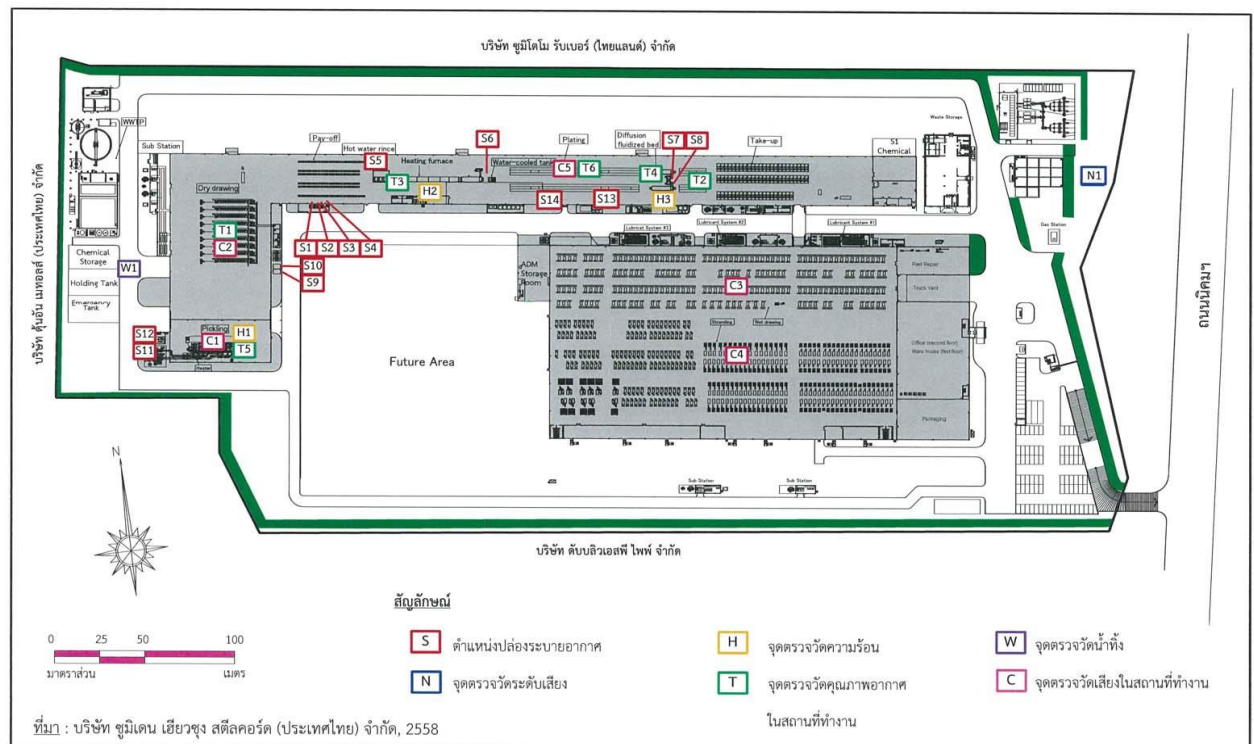 บริษัท ซูมิโตโม รับเบอร์ (ไทยแลนด์) จำกัด
บริษัท คุ้นอัน เมทอลส์ (ประเทศไทย) จำกัด
ถนนนิคมฯ
WWTP
Sub Station
Pay-off
Hot water rince
S5
Heating furnace
S6
Water-cooled tank
Plating
Diffusion
fluidized bed
S7
S8
Take-up
S1
Chemical
Waste Storage
T3
H2
C5
T6
T4
T2
N1
S14
S13
H3
Dry drawing
T1
C2
S1
S2
S3
S4
S10
S9
Gas Station
Chemical
Storage
W1
Holding Tank
Emergency
Tank
Lubricat System #3
Lubricant System #2
Lubricant System #1
ADM
Storage
Room
C3
Reel Repair
Truck Yard
Stranding
Wet drawing
C4
Office (second floor)
Ware house (first floor)
Packaging
S12
S11
Pickling
C1
H1
T5
Heater
Future Area
Sub Station
Sub Station
บริษัท ดับบลิวเอสพี ไพพ์ จำกัด
N
0 25 50 100
มาตราส่วน เมตร
สัญลักษณ์
S ตำแหน่งปล่องระบายอากาศ
H จุดตรวจวัดความร้อน
W จุดตรวจวัดน้ำทิ้ง
N จุดตรวจวัดระดับเสียง
T จุดตรวจวัดคุณภาพอากาศ
ในสถานที่ทำงาน
C จุดตรวจวัดเสียงในสถานที่ทำงาน
ที่มา : บริษัท ซูมิเดน เฮียวซุง สตีลคอร์ด (ประเทศไทย) จำกัด, 2558